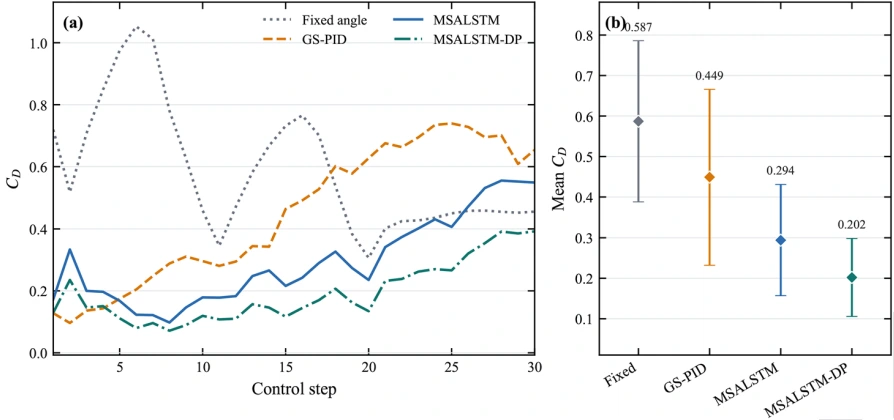 (a)
Fixed angle
MSALSTM
GS-PID
MSALSTM-DP
1.0
0.8
0.6
0.4
0.2
0.0
C_D
5
10
15
20
25
30
Control step
(b)
0.587
0.449
0.294
0.202
0.8
0.7
0.6
0.5
0.4
0.3
0.2
0.1
Mean C_D
Fixed
GS-PID
MSALSTM
MSALSTM-DP